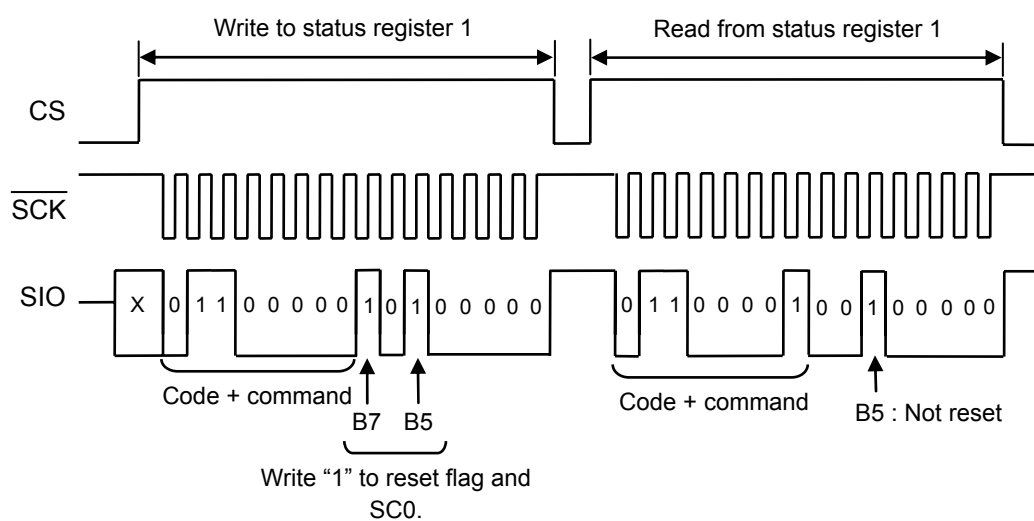 Write to status register 1
Read from status register 1
CS
SCK
SIO
X 0 1 1 0 0 0 0 0 1 0 1 0 0 0 0 0
0 1 1 0 0 0 0 1 0 0 1 0 0 0 0 0
Code + command
B7 B5
Write “1” to reset flag and
SC0.
Code + command
B5 : Not reset